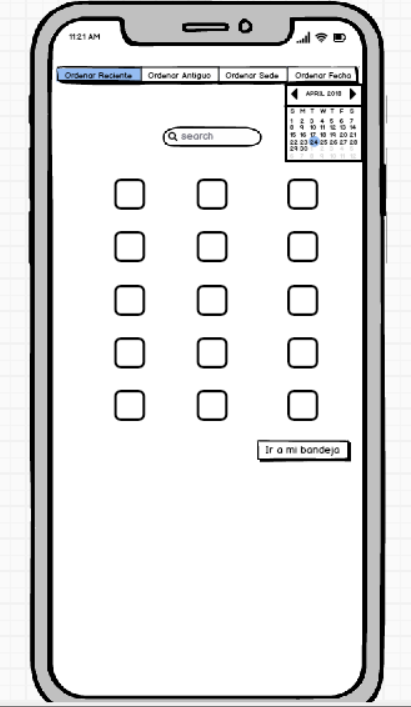 11:21 AM
Ordenar Reciente Ordenar Antiguo Ordenar Sede Ordenar Fecha
APRIL 2018
S M T W T F S
1 2 3 4 5 6 7
8 9 10 11 12 13 14
15 16 17 18 19 20 21
22 23 24 25 26 27 28
29 30
search
Ir a mi bandeja